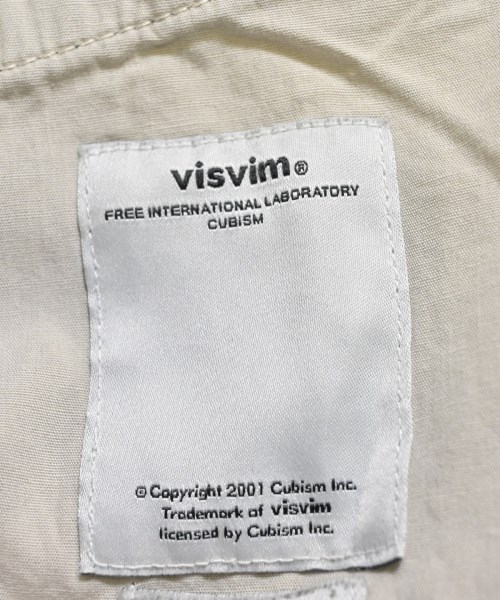 visvim®
FREE INTERNATIONAL LABORATORY
CUBISM
©Copyright 2001 Cubism Inc.
Trademark of visvim
licensed by Cubism Inc.